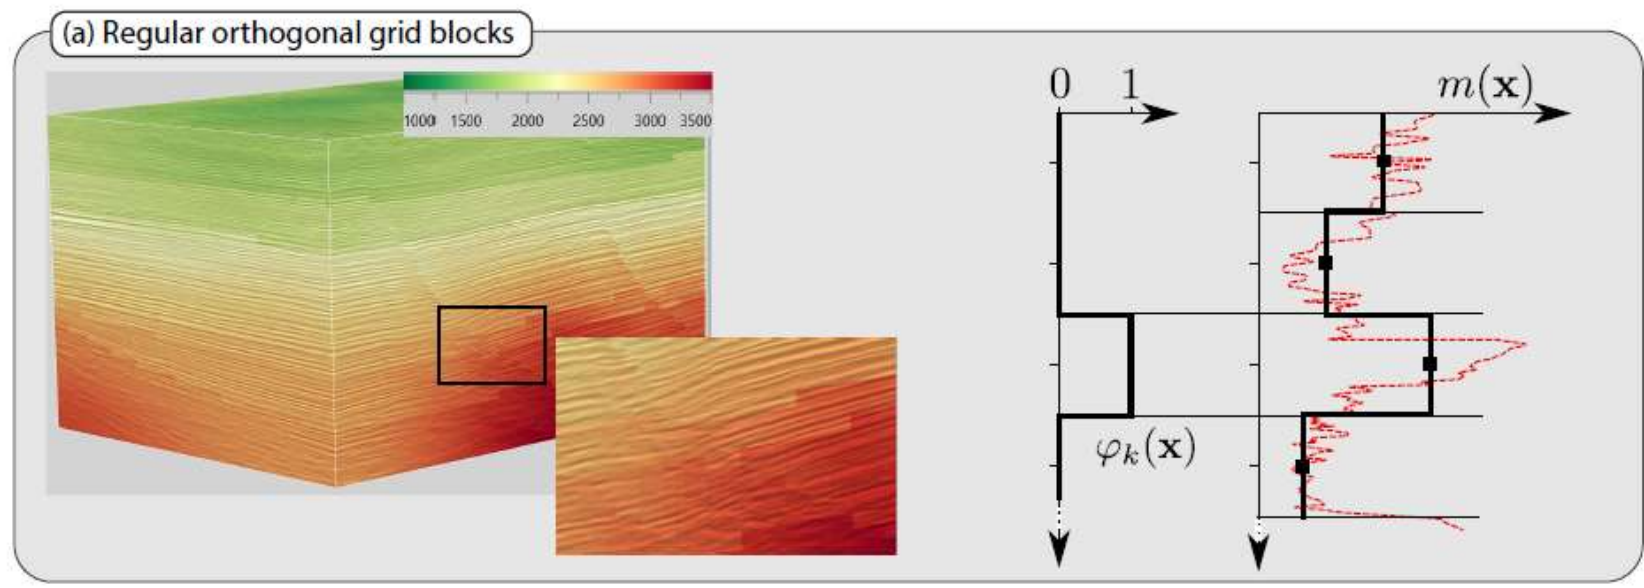 (a) Regular orthogonal grid blocks
1000 1500 2000 2500 3000 3500
0 1
m(x)
φk(x)